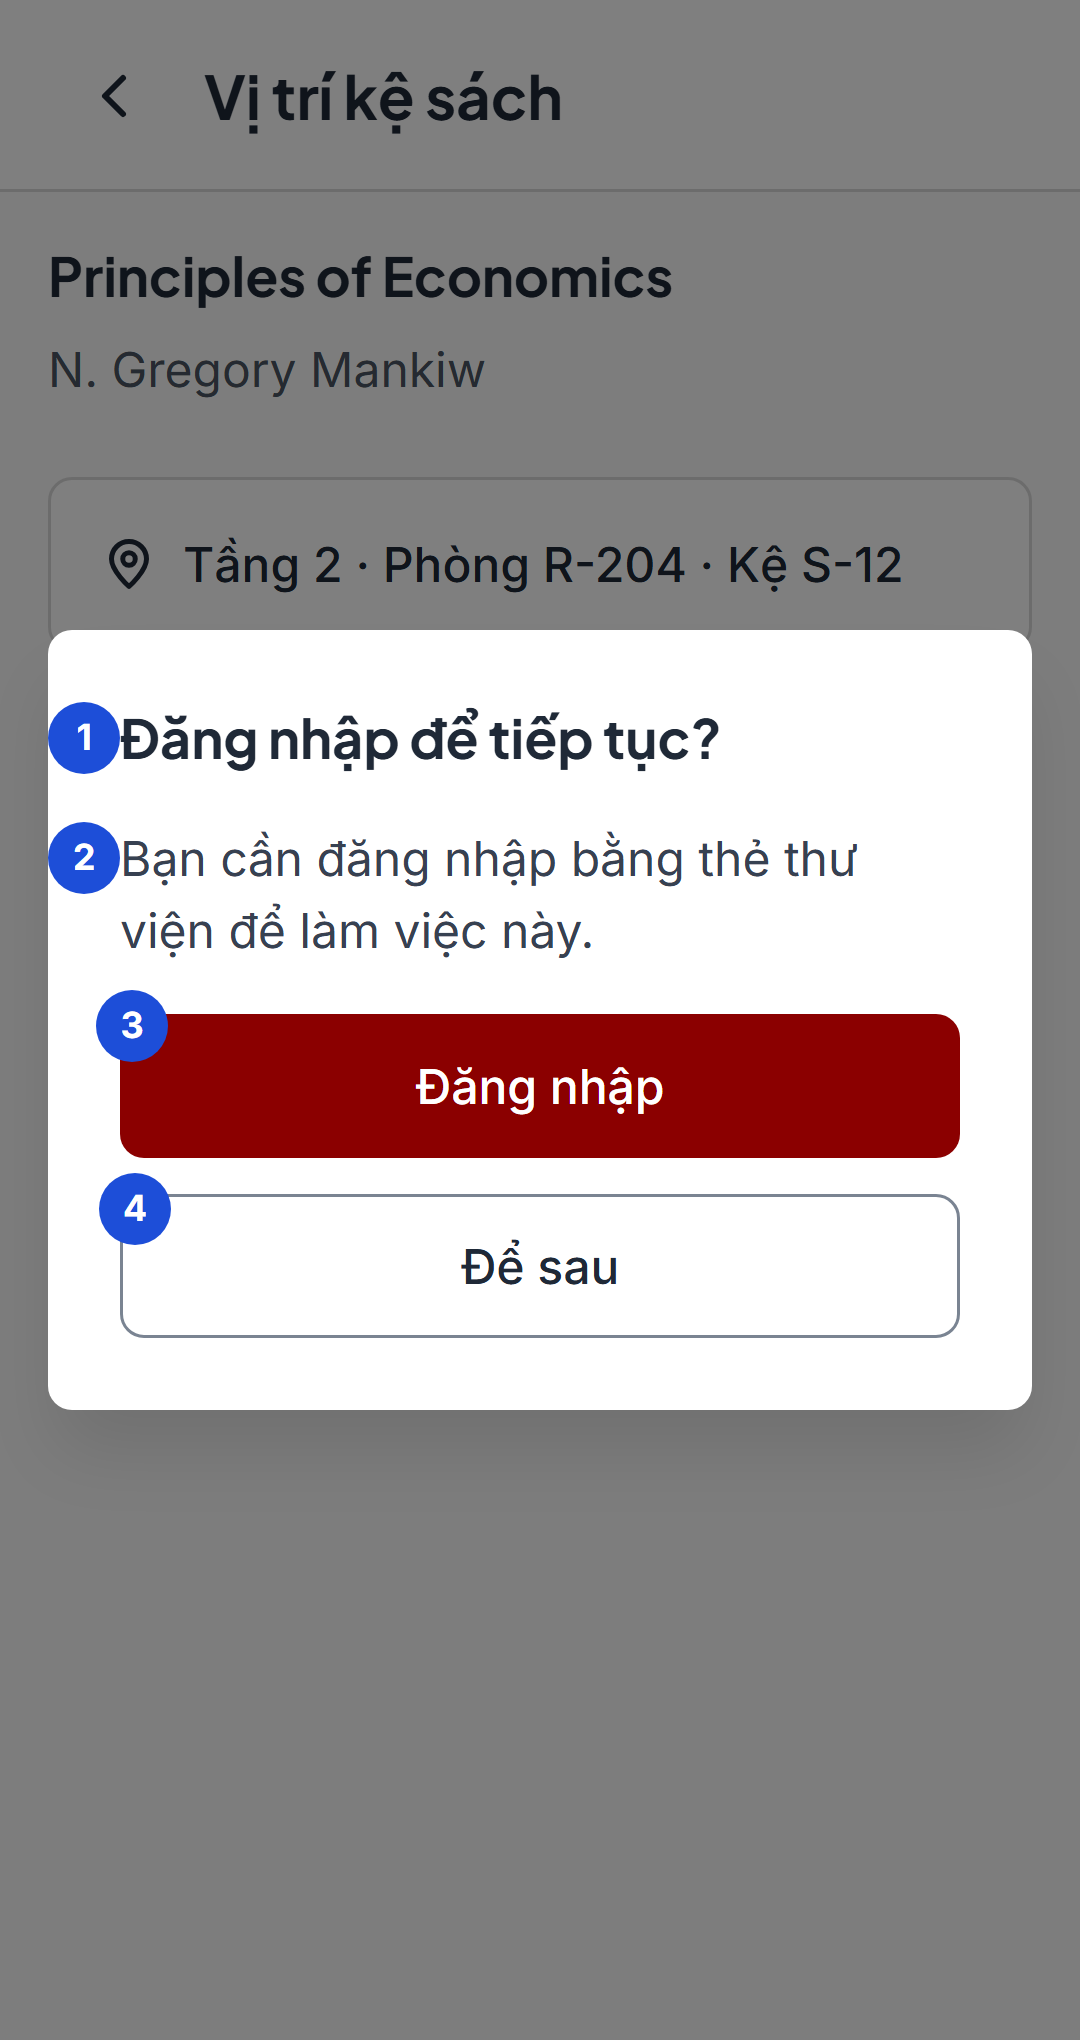 Vị trí kệ sách
Principles of Economics
N. Gregory Mankiw
Tầng 2 · Phòng R-204 · Kệ S-12
1 Đăng nhập để tiếp tục?
2 Bạn cần đăng nhập bằng thẻ thư
viện để làm việc này.
3
Đăng nhập
4
Để sau